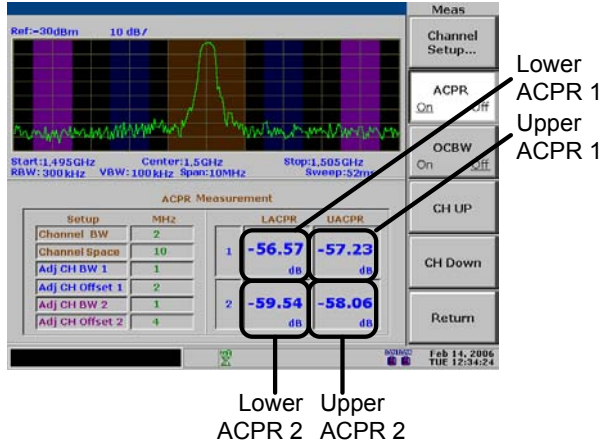 Meas
Ref:-30dBm 10 dB/
Channel Setup...
ACPR
On Off
OCBW
On Off
CH UP
CH Down
Return
Start:1,495GHz Center:1,5GHz Stop:1,505GHz
RBW: 300 kHz VBW: 100 kHz Span:10MHz Sweep:52ms
ACPR Measurement
Setup MHz
Channel BW 2
Channel Space 10
Adj CH BW 1 1
Adj CH Offset 1 2
Adj CH BW 2 1
Adj CH Offset 2 4
LACPR UACPR
1 -56.57 dB -57.23 dB
2 -59.54 dB -58.06 dB
Feb 14, 2006
TUE 12:34:24
Lower ACPR 1
Upper ACPR 1
Lower ACPR 2
Upper ACPR 2